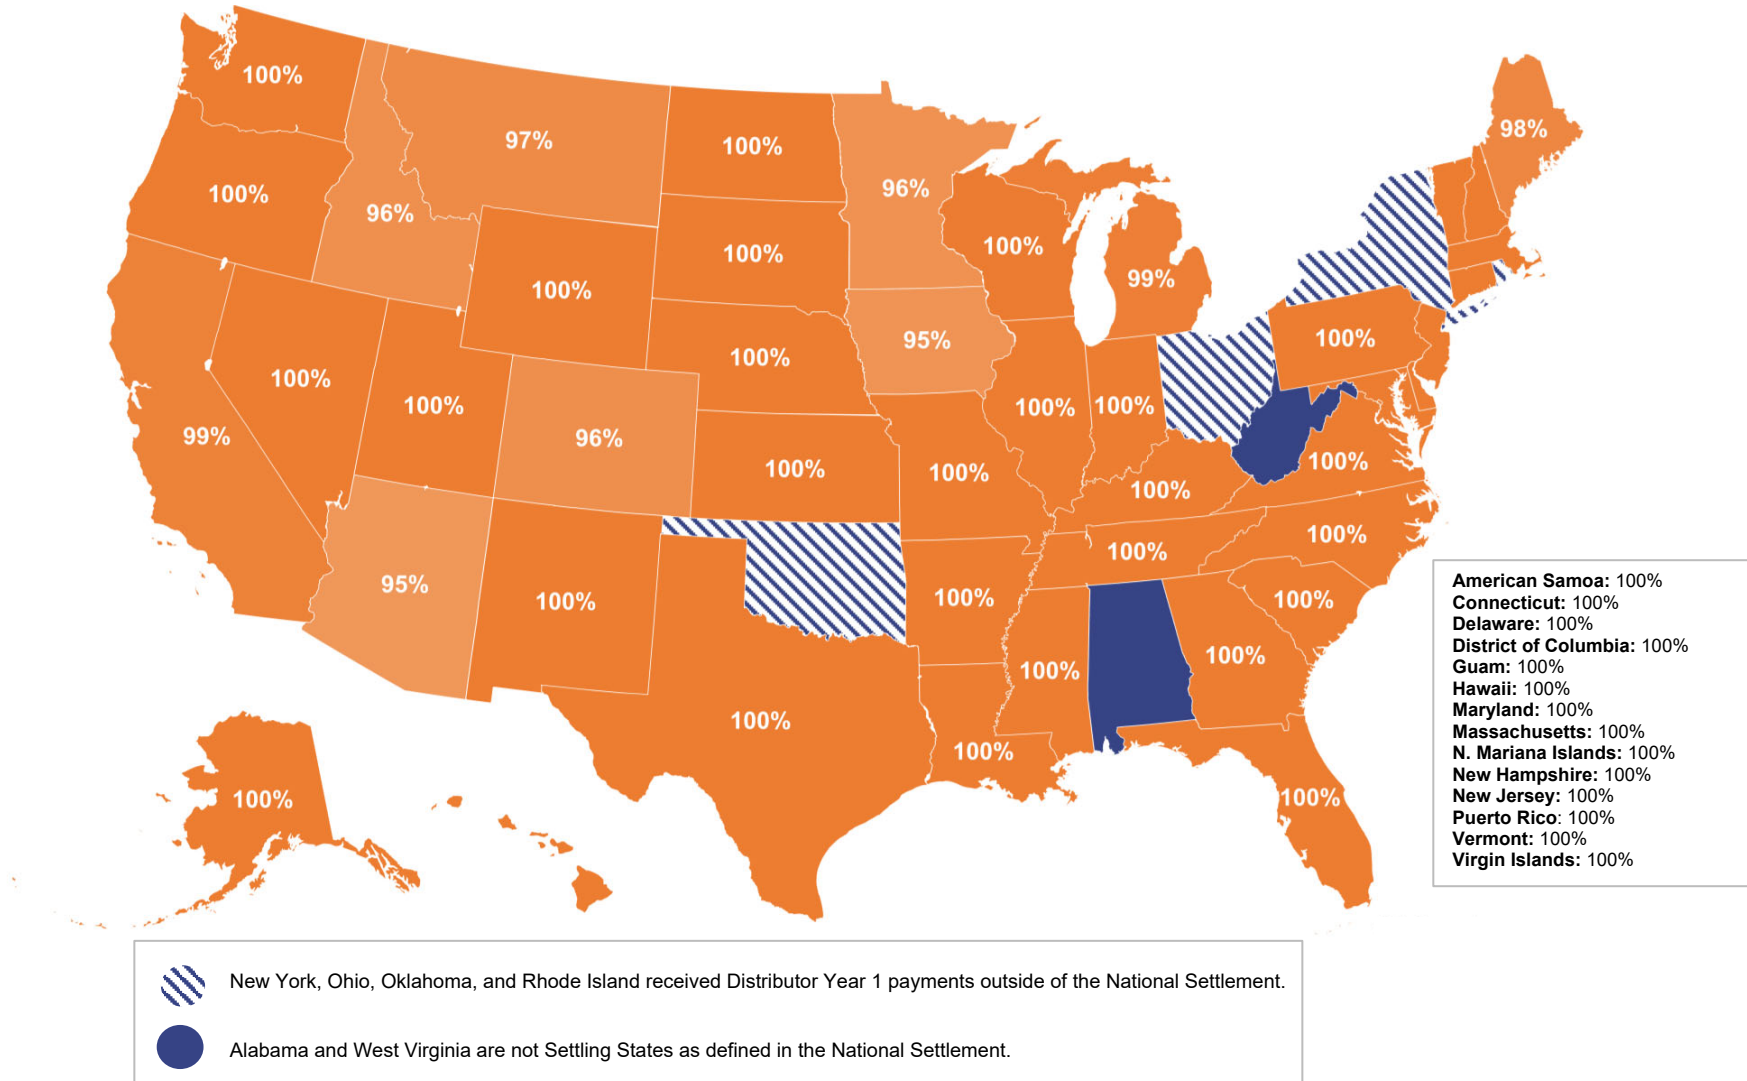 100%
97%
100%
98%
100%
96%
96%
100%
100%
100%
99%
100%
100%
95%
100%
100%
100%
100%
100%
100%
99%
96%
100%
100%
100%
100%
100%
100%
95%
100%
100%
100%
100%
100%
100%
100%
100%
100%
100%
American Samoa: 100%
Connecticut: 100%
Delaware: 100%
District of Columbia: 100%
Guam: 100%
Hawaii: 100%
Maryland: 100%
Massachusetts: 100%
N. Mariana Islands: 100%
New Hampshire: 100%
New Jersey: 100%
Puerto Rico: 100%
Vermont: 100%
Virgin Islands: 100%
New York, Ohio, Oklahoma, and Rhode Island received Distributor Year 1 payments outside of the National Settlement.
Alabama and West Virginia are not Settling States as defined in the National Settlement.